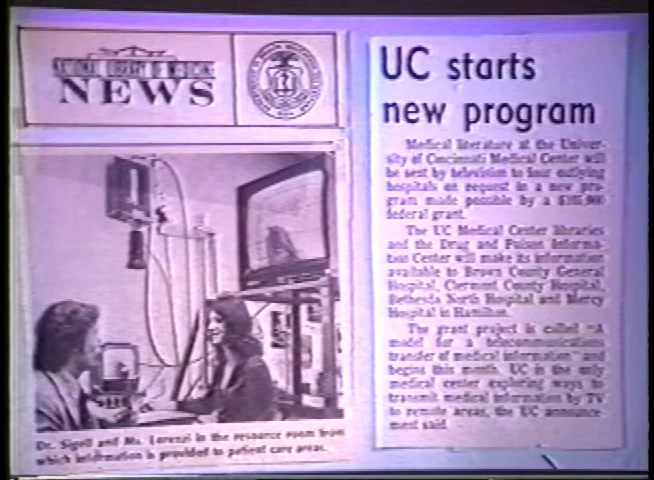 NATIONAL LIBRARY OF MEDICINE
NEWS
Dr. Sigell and Ms. Lorenzi in the resource room from
which information is provided to patient care areas.
UC starts
new program
Medical literature at the Univer-
sity of Cincinnati Medical Center will
be sent by television to four outlying
hospitals on request in a new pro-
gram made possible by a
federal grant.
The UC Medical Center libraries
and the Drug and Poison Informa-
tion Center will make its information
available to Brown County General
Hospital, Clermont County Hospital,
Bethesda North Hospital and Mercy
Hospital in Hamilton.
The grant project is called "A
model for a telecommunications
transfer of medical information" and
begins this month. UC is the only
medical center exploring ways to
transmit medical information by TV
to remote areas, the UC announce-
ment said.